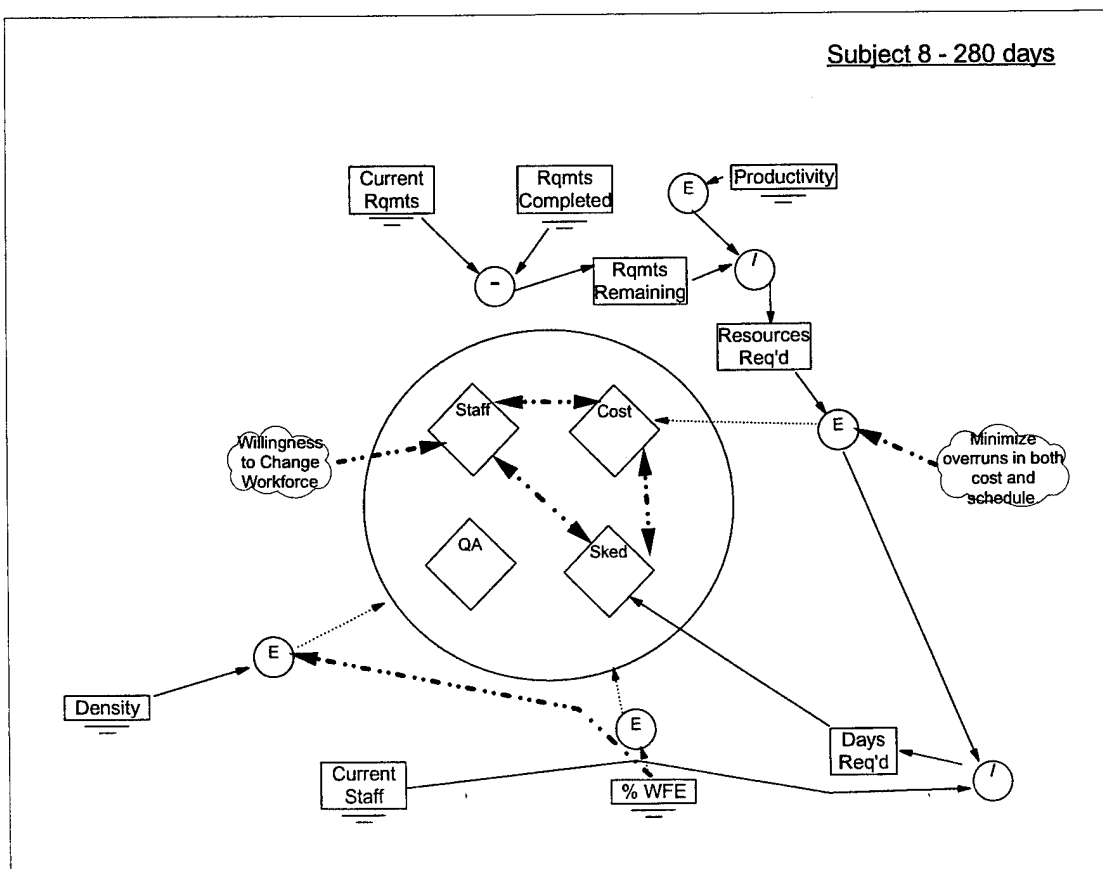 Subject 8 - 280 days
Current
Rqmts
Rqmts
Completed
E
Productivity
-
Rqmts
Remaining
/
Resources
Req'd
Staff
Cost
E
Willingness
to Change
Workforce
Minimize
overruns in both
cost and
schedule
QA
Sked
E
Density
E
Days
Req'd
/
Current
Staff
% WFE